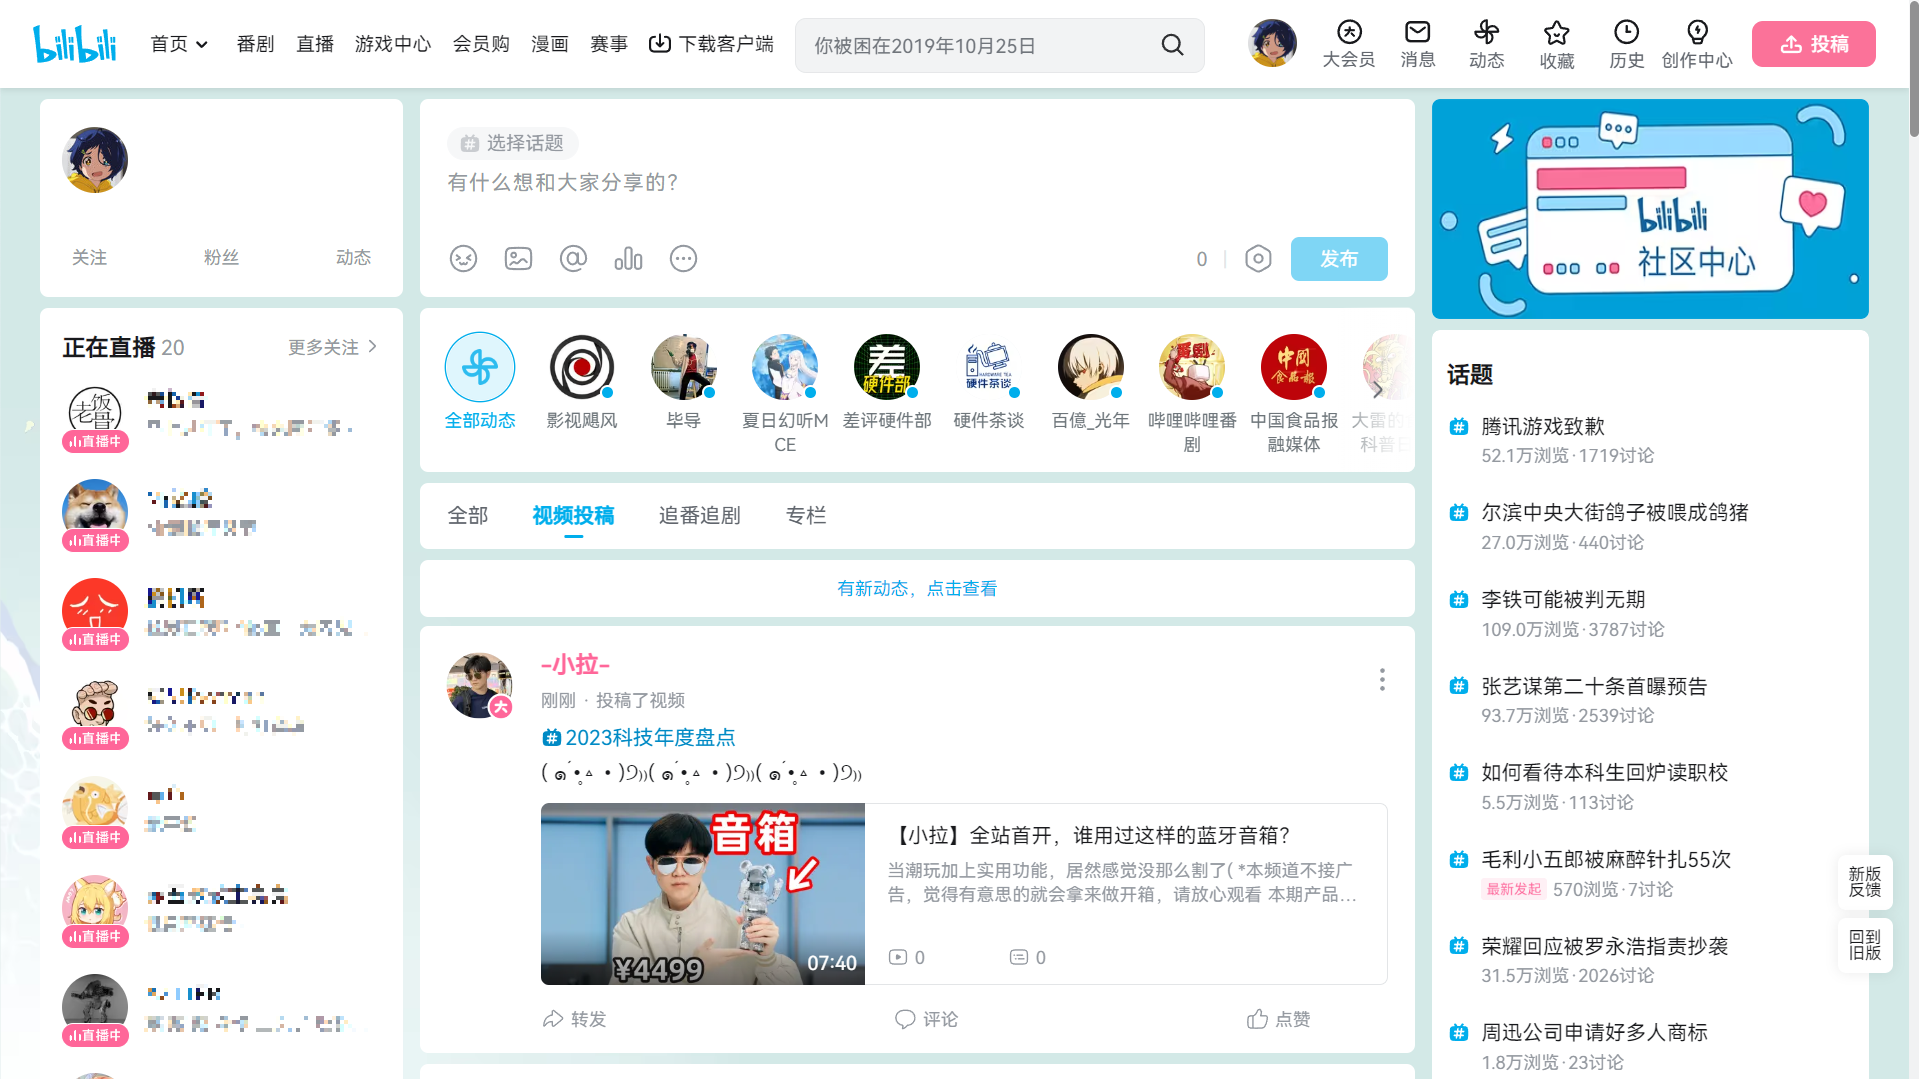 bilibili
首页
番剧
直播
游戏中心
会员购
漫画
赛事
下载客户端
你被困在2019年10月25日
大会员
消息
动态
收藏
历史
创作中心
投稿
关注
粉丝
动态
正在直播 20
更多关注
直播中
直播中
直播中
直播中
直播中
直播中
直播中
选择话题
有什么想和大家分享的?
0
发布
全部动态
影视飓风
毕导
夏日幻听M
CE
差
硬件部
差评硬件部
硬件茶谈
HARDWARE TEA
硬件茶谈
百億_光年
番剧
哔哩哔哩番
剧
中国
食品报
中国食品报
融媒体
大雷的
科普日
全部
视频投稿
追番追剧
专栏
有新动态，点击查看
-小拉-
刚刚 · 投稿了视频
2023科技年度盘点
( ๑ ́•̥̥̥ ▵ • )੭₎₎( ๑ ́•̥̥̥ ▵ • )੭₎₎( ๑ ́•̥̥̥ ▵ • )੭₎₎
音箱
¥4499
07:40
【小拉】全站首开，谁用过这样的蓝牙音箱？
当潮玩加上实用功能，居然感觉没那么割了( *本频道不接广
告，觉得有意思的就会拿来做开箱，请放心观看 本期产品...
0
0
转发
评论
点赞
bilibili
社区中心
话题
腾讯游戏致歉
52.1万浏览·1719讨论
尔滨中央大街鸽子被喂成鸽猪
27.0万浏览·440讨论
李铁可能被判无期
109.0万浏览·3787讨论
张艺谋第二十条首曝预告
93.7万浏览·2539讨论
如何看待本科生回炉读职校
5.5万浏览·113讨论
毛利小五郎被麻醉针扎55次
最新发起 570浏览·7讨论
荣耀回应被罗永浩指责抄袭
31.5万浏览·2026讨论
周迅公司申请好多人商标
1.8万浏览·23讨论
新版
反馈
回到
旧版